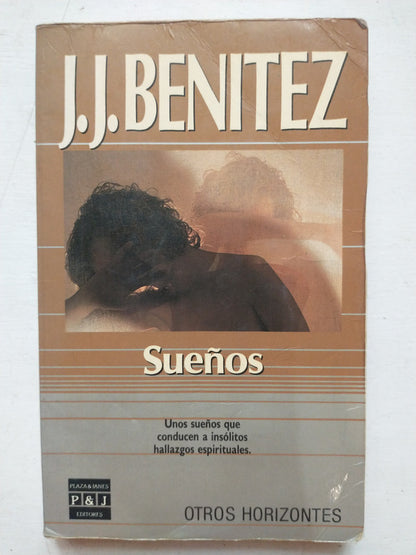 J.J. BENITEZ
Sueños
Unos sueños que
conducen a insólitos
hallazgos espirituales.
PLAZA & JANES
P & J
EDITORES
OTROS HORIZONTES